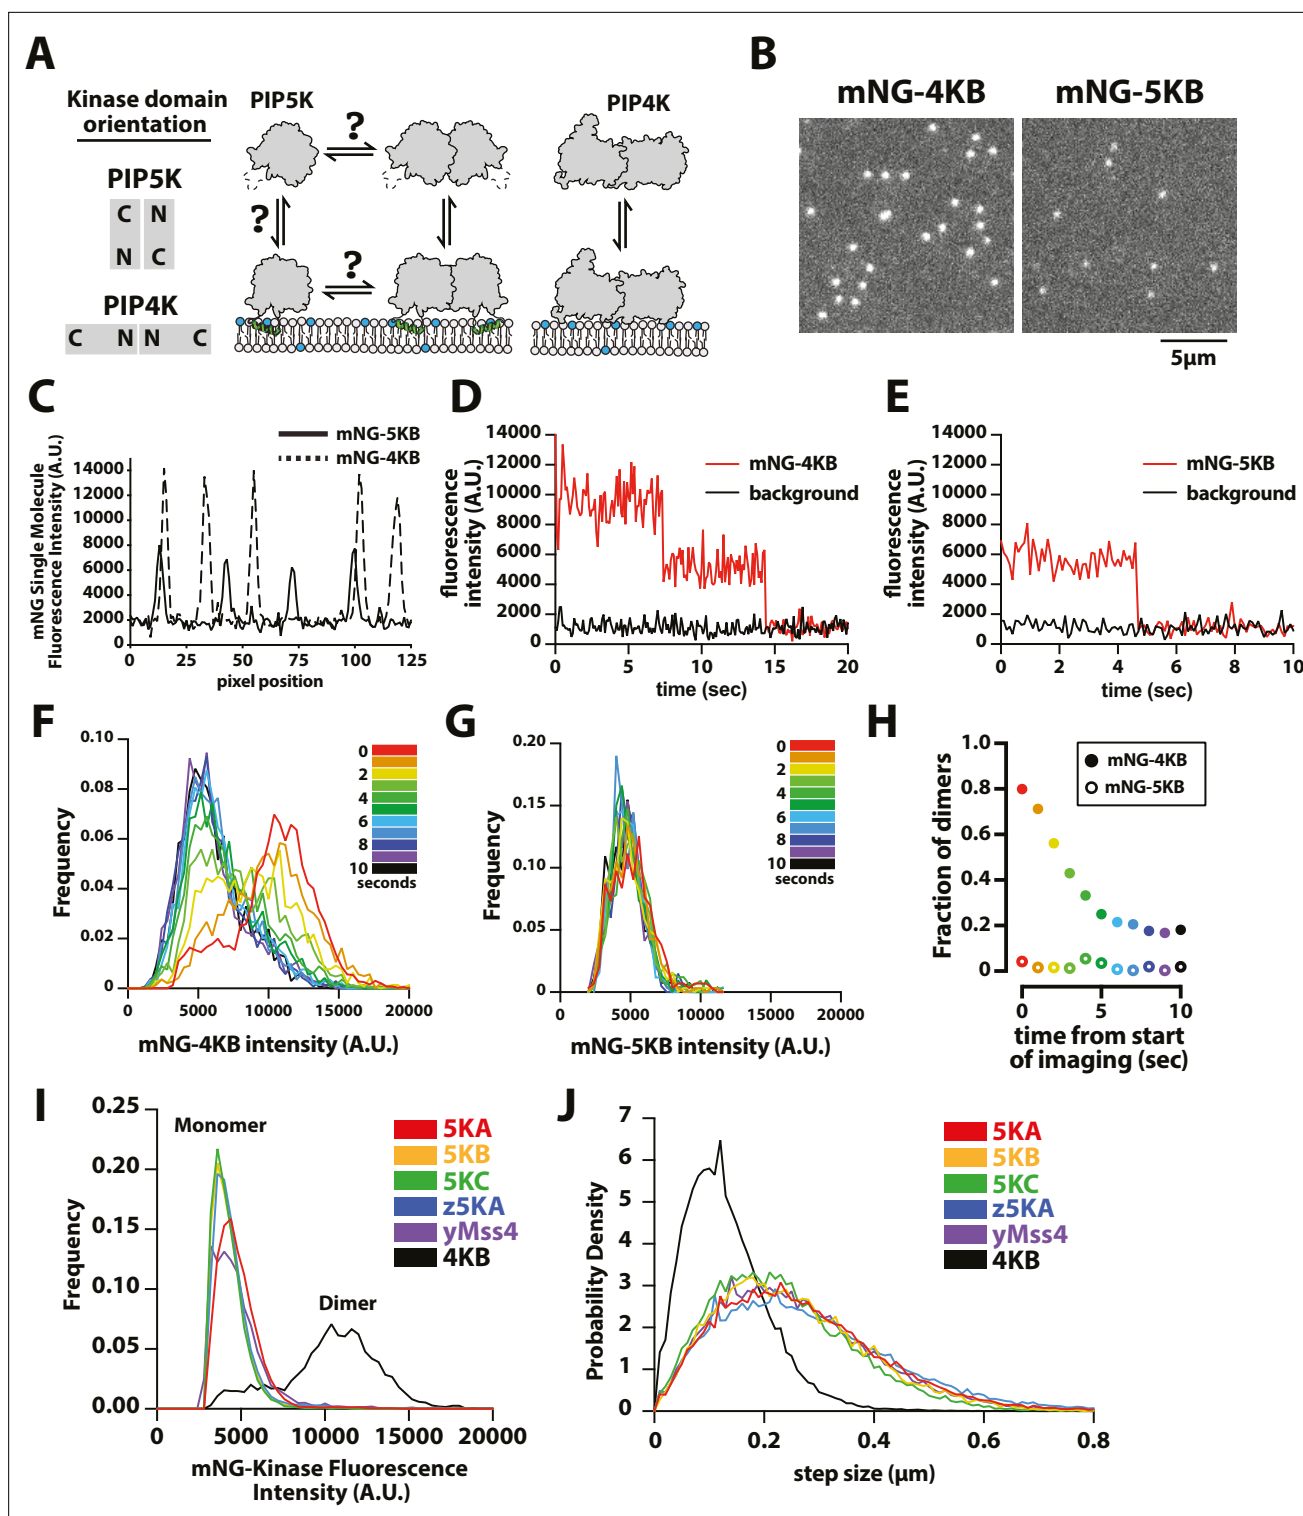 A
Kinase domain
orientation
PIP5K
C N
N C
PIP4K
C N N C
PIP5K
?
PIP4K
?
?
B
mNG-4KB
mNG-5KB
5µm
C
mNG-5KB
mNG-4KB
mNG Single Molecule
Fluorescence Intensity (A.U.)
14000
12000
10000
8000
6000
4000
2000
0
0 25 50 75 100 125
pixel position
D
fluorescence
intensity (A.U.)
14000
12000
10000
8000
6000
4000
2000
0
mNG-4KB
background
0 5 10 15 20
time (sec)
E
fluorescence
intensity (A.U.)
14000
12000
10000
8000
6000
4000
2000
0
mNG-5KB
background
0 2 4 6 8 10
time (sec)
F
Frequency
0.10
0.08
0.06
0.04
0.02
0
0
2
4
6
8
10
seconds
0 5000 10000 15000 20000
mNG-4KB intensity (A.U.)
G
Frequency
0.20
0.15
0.10
0.05
0
0
2
4
6
8
10
seconds
0 5000 10000 15000 20000
mNG-5KB intensity (A.U.)
H
Fraction of dimers
1.0
0.8
0.6
0.4
0.2
0
mNG-4KB
mNG-5KB
0 5 10
time from start
of imaging (sec)
I
Frequency
0.25
0.20
0.15
0.10
0.05
0.00
Monomer
Dimer
5KA
5KB
5KC
z5KA
yMss4
4KB
0 5000 10000 15000 20000
mNG-Kinase Fluorescence
Intensity (A.U.)
J
Probability Density
7
6
5
4
3
2
1
0
5KA
5KB
5KC
z5KA
yMss4
4KB
0 0.2 0.4 0.6 0.8
step size (µm)